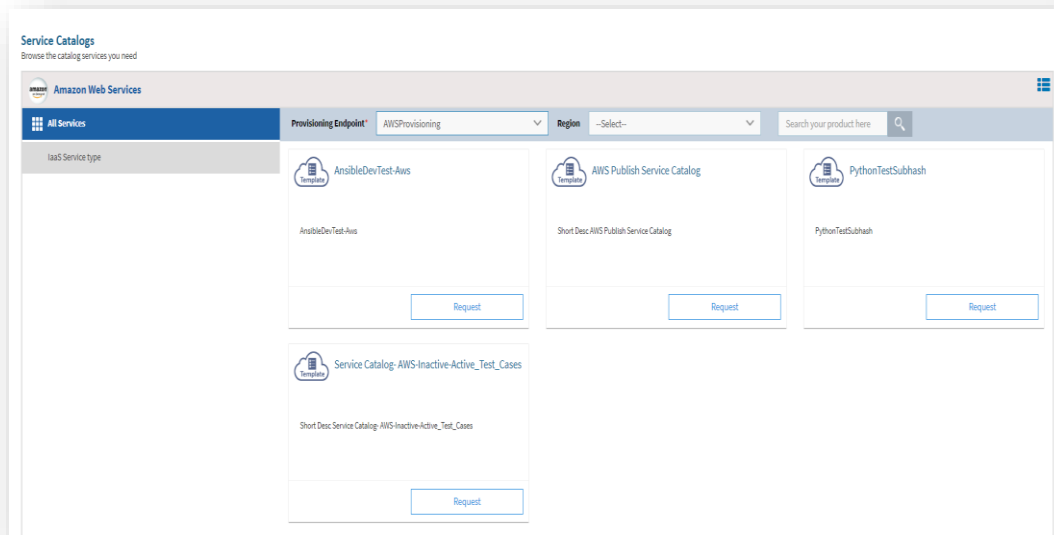 Service Catalogs
Browse the catalog services you need
amazon
Amazon Web Services
All Services
Provisioning Endpoint* AWSProvisioning Region --Select-- Search your product here
IaaS Service type
Template AnsibleDevTest-Aws
AnsibleDevTest-Aws
Request
Template AWS Publish Service Catalog
Short Desc AWS Publish Service Catalog
Request
Template PythonTestSubhash
PythonTestSubhash
Request
Template Service Catalog- AWS-Inactive-Active_Test_Cases
Short Desc Service Catalog- AWS-Inactive-Active_Test_Cases
Request